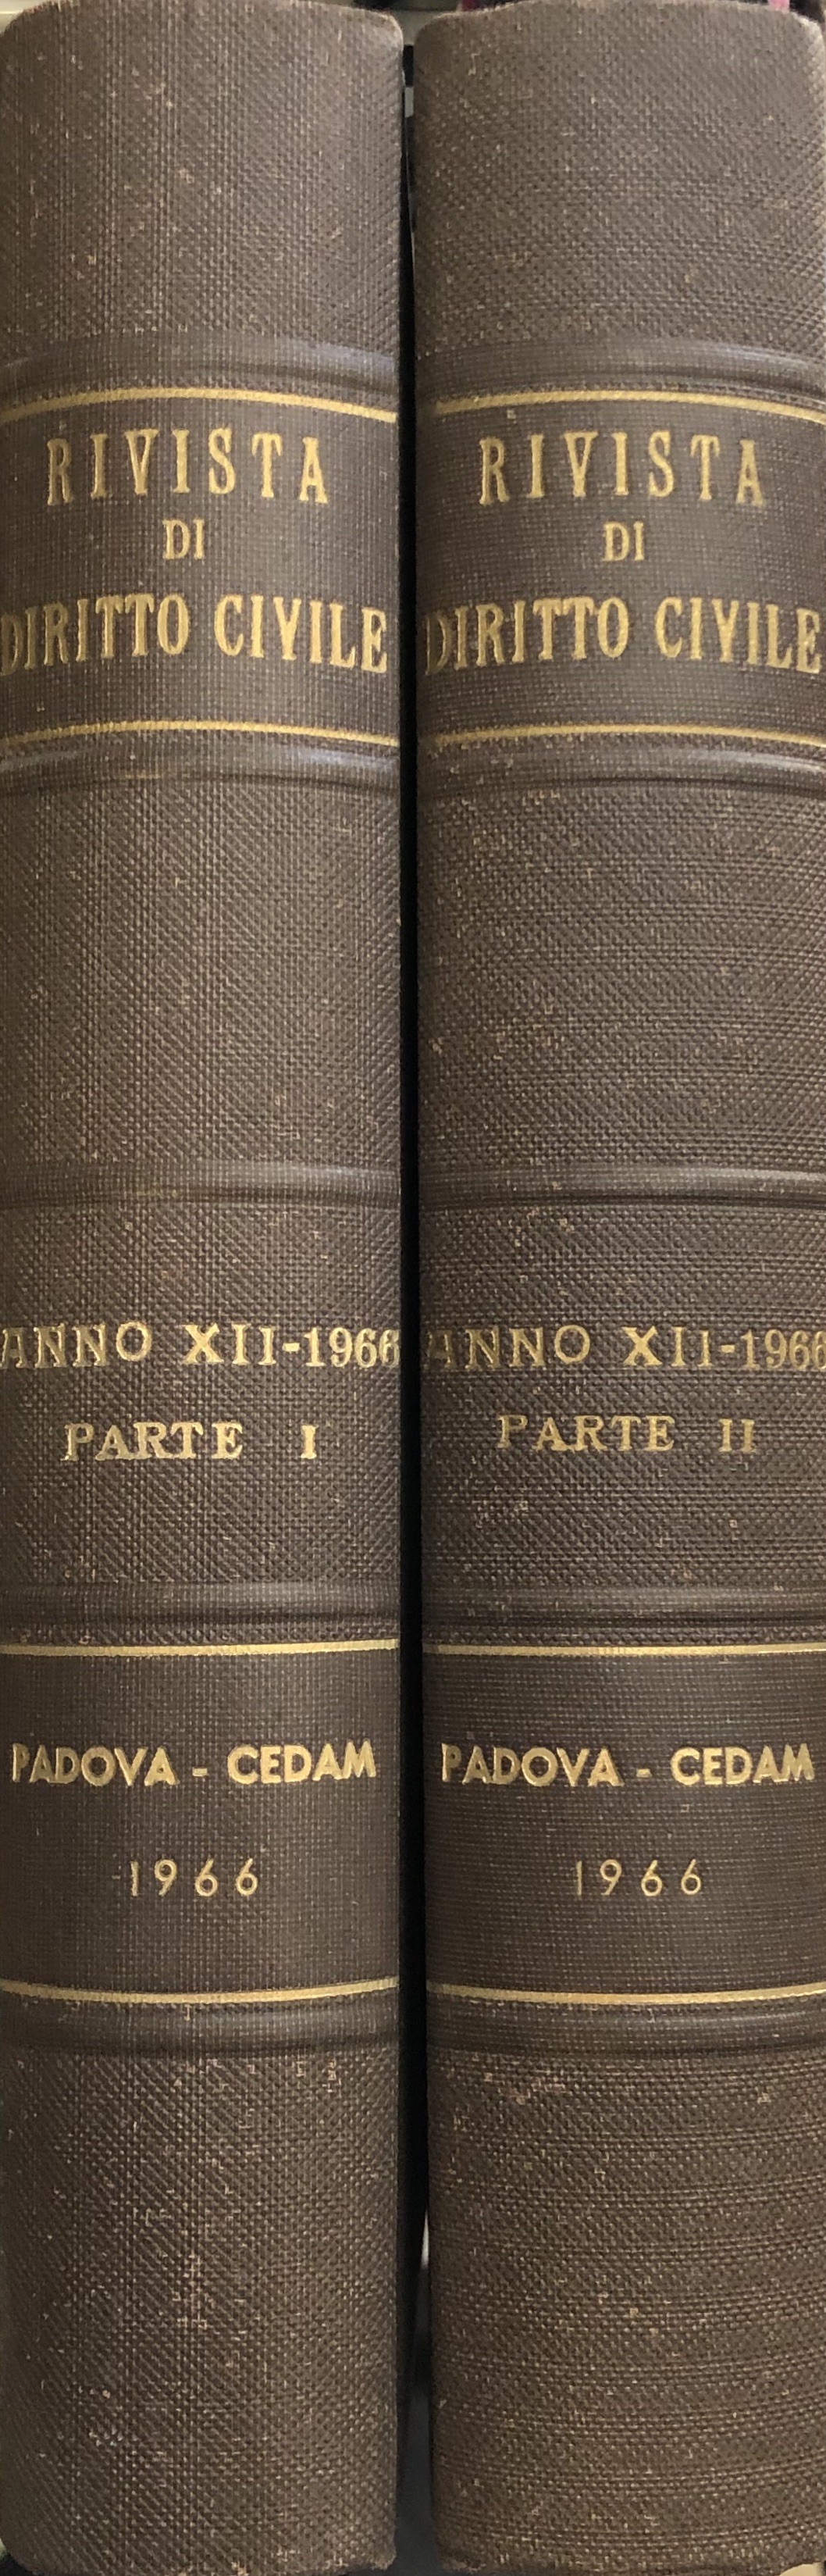 RIVISTA
DI
DIRITTO CIVILE
ANNO XII-1966
PARTE I
PADOVA - CEDAM
1966
RIVISTA
DI
DIRITTO CIVILE
ANNO XII-1966
PARTE II
PADOVA - CEDAM
1966